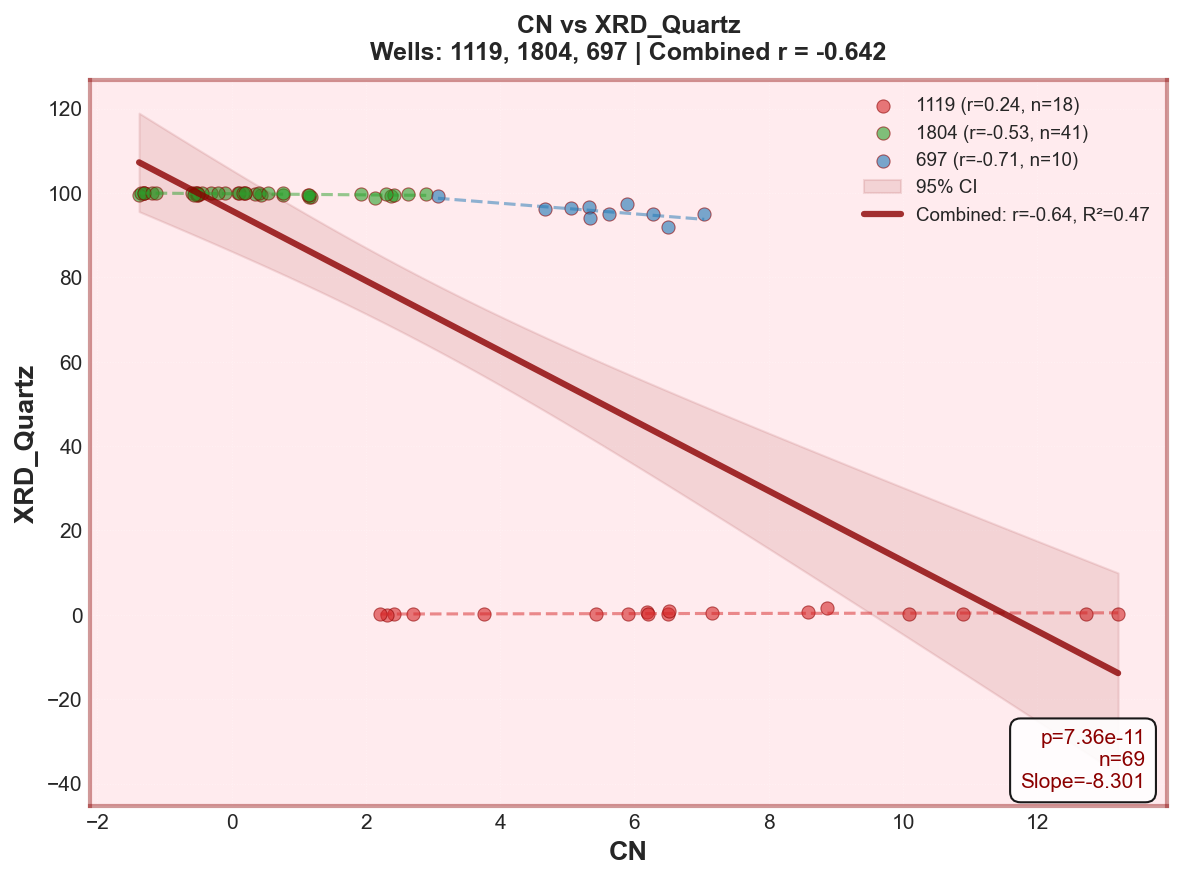 CN vs XRD_Quartz
Wells: 1119, 1804, 697 | Combined r = -0.642
1119 (r=0.24, n=18)
1804 (r=-0.53, n=41)
697 (r=-0.71, n=10)
95% CI
Combined: r=-0.64, R²=0.47
XRD_Quartz
120
100
80
60
40
20
0
−20
−40
p=7.36e-11
n=69
Slope=-8.301
−2
0
2
4
6
8
10
12
CN